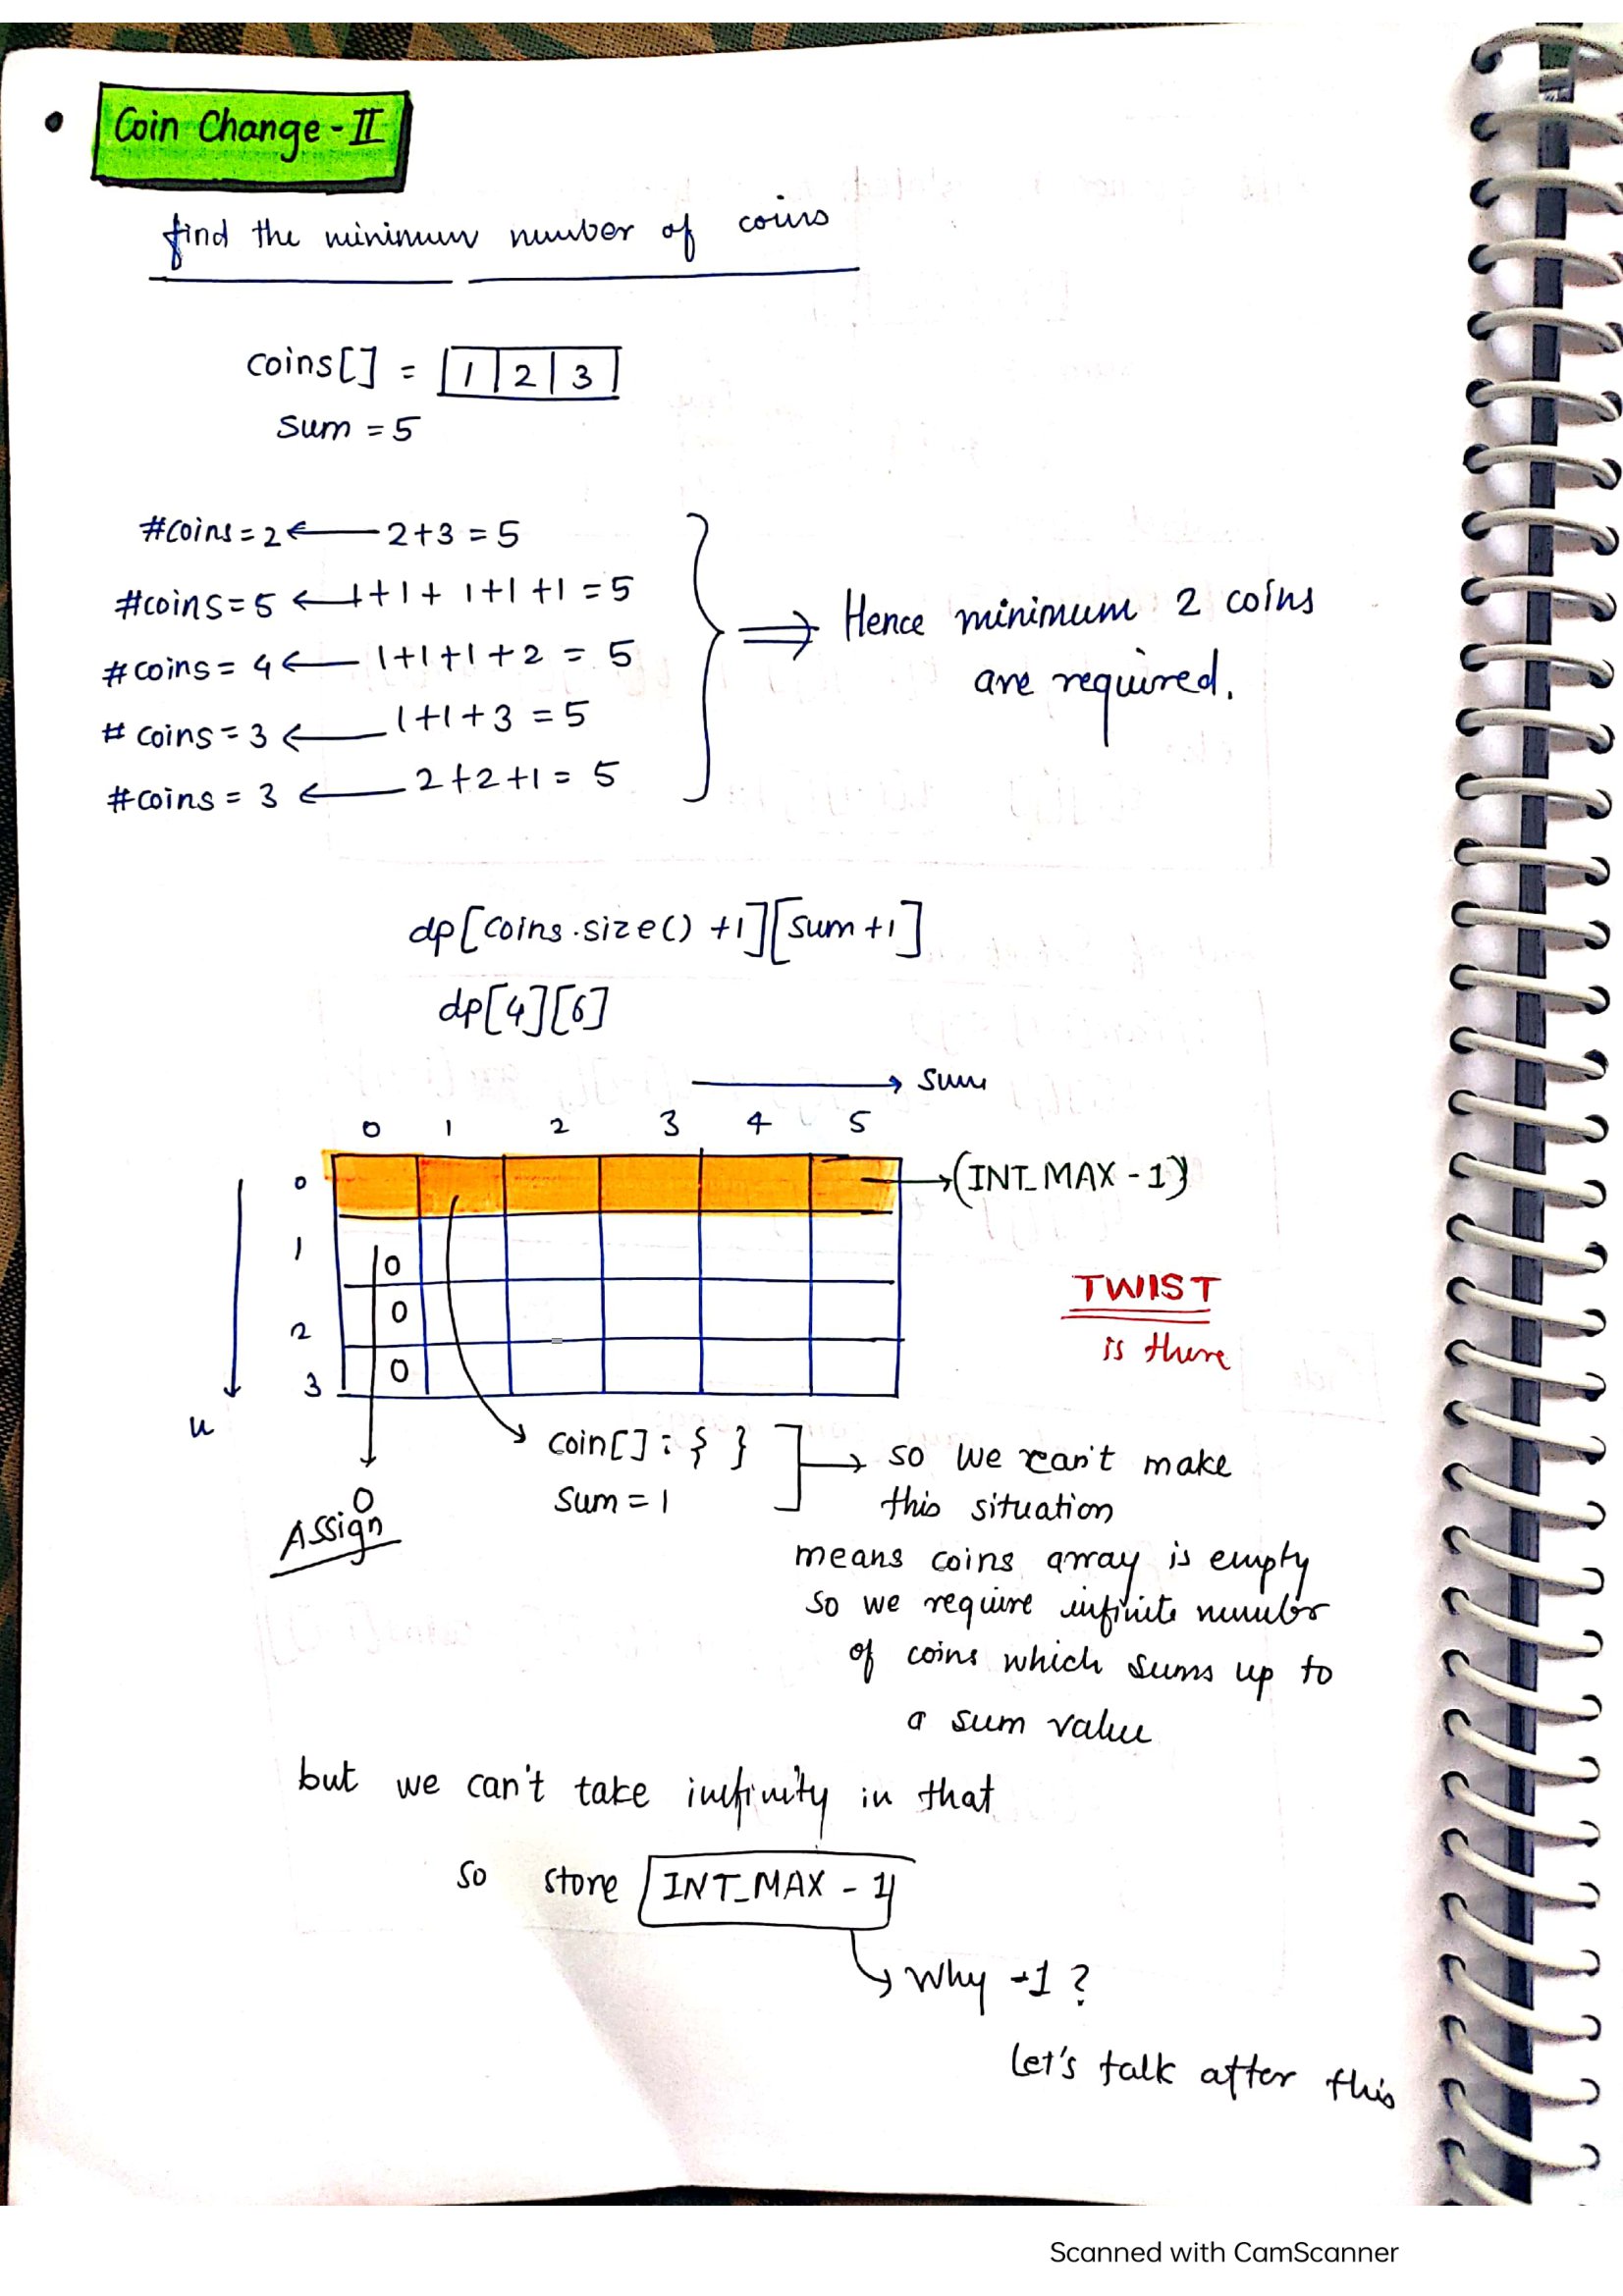 • Coin Change - II
find the minimum number of coins
coins[] = 1 2 3
sum = 5
#coins = 2 ← 2+3 = 5
#coins = 5 ← 1+1+1+1+1 = 5
#coins = 4 ← 1+1+1+2 = 5
#coins = 3 ← 1+1+3 = 5
#coins = 3 ← 2+2+1 = 5
⇒ Hence minimum 2 coins
are required.
dp[coins.size() +1][sum +1]
dp[4][6]
→ sum
0 1 2 3 4 5
0 → (INT_MAX - 1)
1 0
2 0
3 0
n
TWIST
is there
0
Assign
coin[] : { }
sum = 1
→ so we can't make
this situation
means coins array is empty
so we require infinite number
of coins which sums up to
a sum value
but we can't take infinity in that
so store INT_MAX - 1
↳ Why -1 ?
Let's talk after this
Scanned with CamScanner